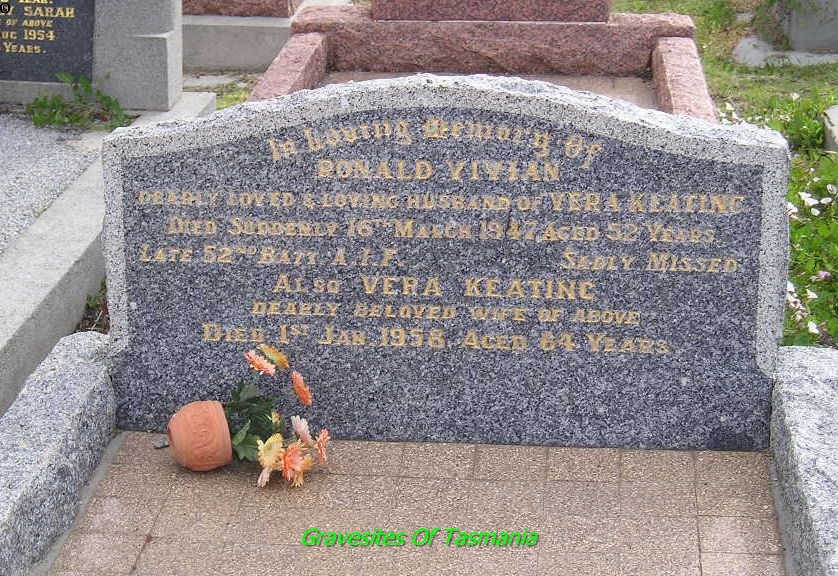 SARAH
OF ABOVE
AUG 1954
YEARS.
In Loving Memory Of
RONALD VIVIAN
DEARLY LOVED & LOVING HUSBAND OF VERA KEATING
DIED SUDDENLY 16TH MARCH 1947 AGED 52 YEARS.
LATE 52ND BATT A.I.F. SADLY MISSED
ALSO VERA KEATING
DEARLY BELOVED WIFE OF ABOVE
DIED 1ST JAN. 1958. AGED 64 YEARS.
Gravesites Of Tasmania